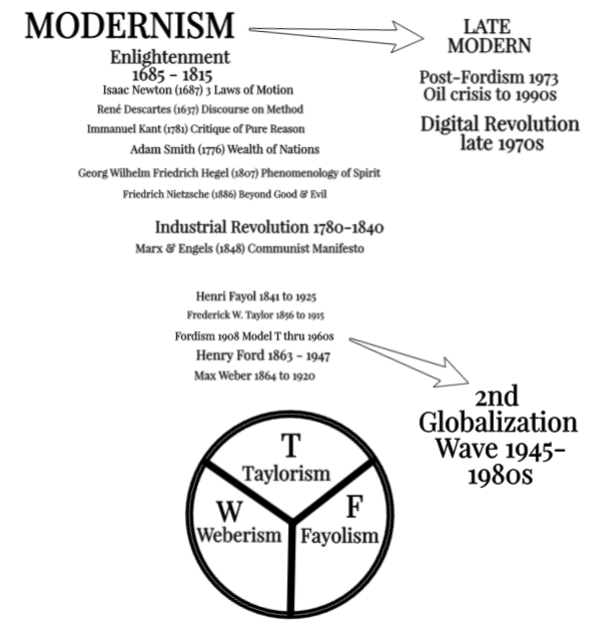 MODERNISM
Enlightenment
1685 - 1815
Isaac Newton (1687) 3 Laws of Motion
René Descartes (1637) Discourse on Method
Immanuel Kant (1781) Critique of Pure Reason
Adam Smith (1776) Wealth of Nations
Georg Wilhelm Friedrich Hegel (1807) Phenomenology of Spirit
Friedrich Nietzsche (1886) Beyond Good & Evil
Industrial Revolution 1780-1840
Marx & Engels (1848) Communist Manifesto
Henri Fayol 1841 to 1925
Frederick W. Taylor 1856 to 1915
Fordism 1908 Model T thru 1960s
Henry Ford 1863 - 1947
Max Weber 1864 to 1920
LATE
MODERN
Post-Fordism 1973
Oil crisis to 1990s
Digital Revolution
late 1970s
2nd
Globalization
Wave 1945-
1980s
T
Taylorism
W
Weberism
F
Fayolism